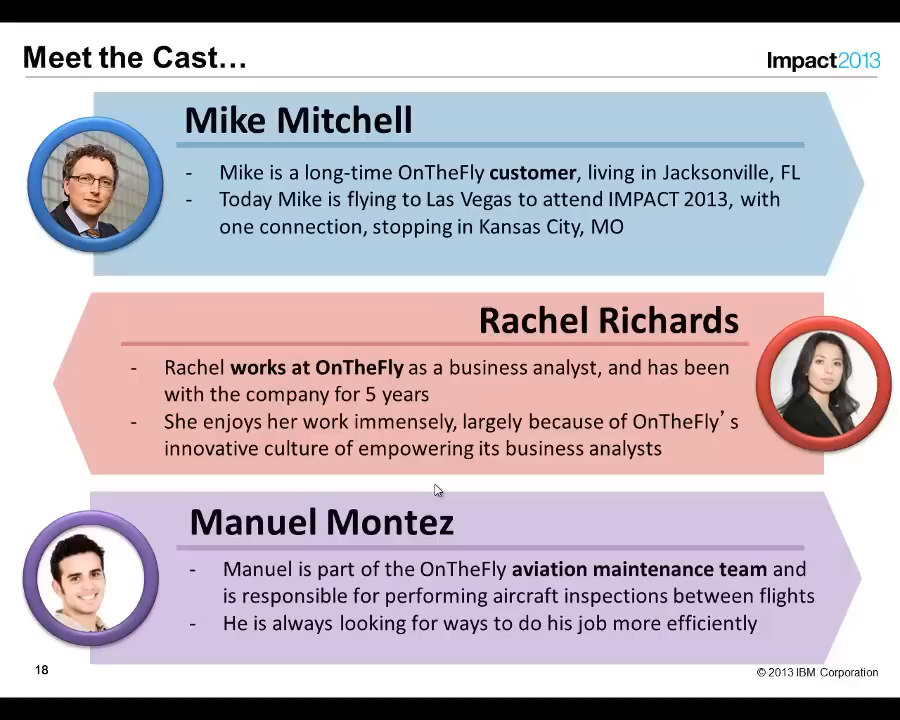 Meet the Cast…
Impact2013
Mike Mitchell
- Mike is a long-time OnTheFly customer, living in Jacksonville, FL
- Today Mike is flying to Las Vegas to attend IMPACT 2013, with
one connection, stopping in Kansas City, MO
Rachel Richards
- Rachel works at OnTheFly as a business analyst, and has been
with the company for 5 years
- She enjoys her work immensely, largely because of OnTheFly’s
innovative culture of empowering its business analysts
Manuel Montez
- Manuel is part of the OnTheFly aviation maintenance team and
is responsible for performing aircraft inspections between flights
- He is always looking for ways to do his job more efficiently
18
© 2013 IBM Corporation